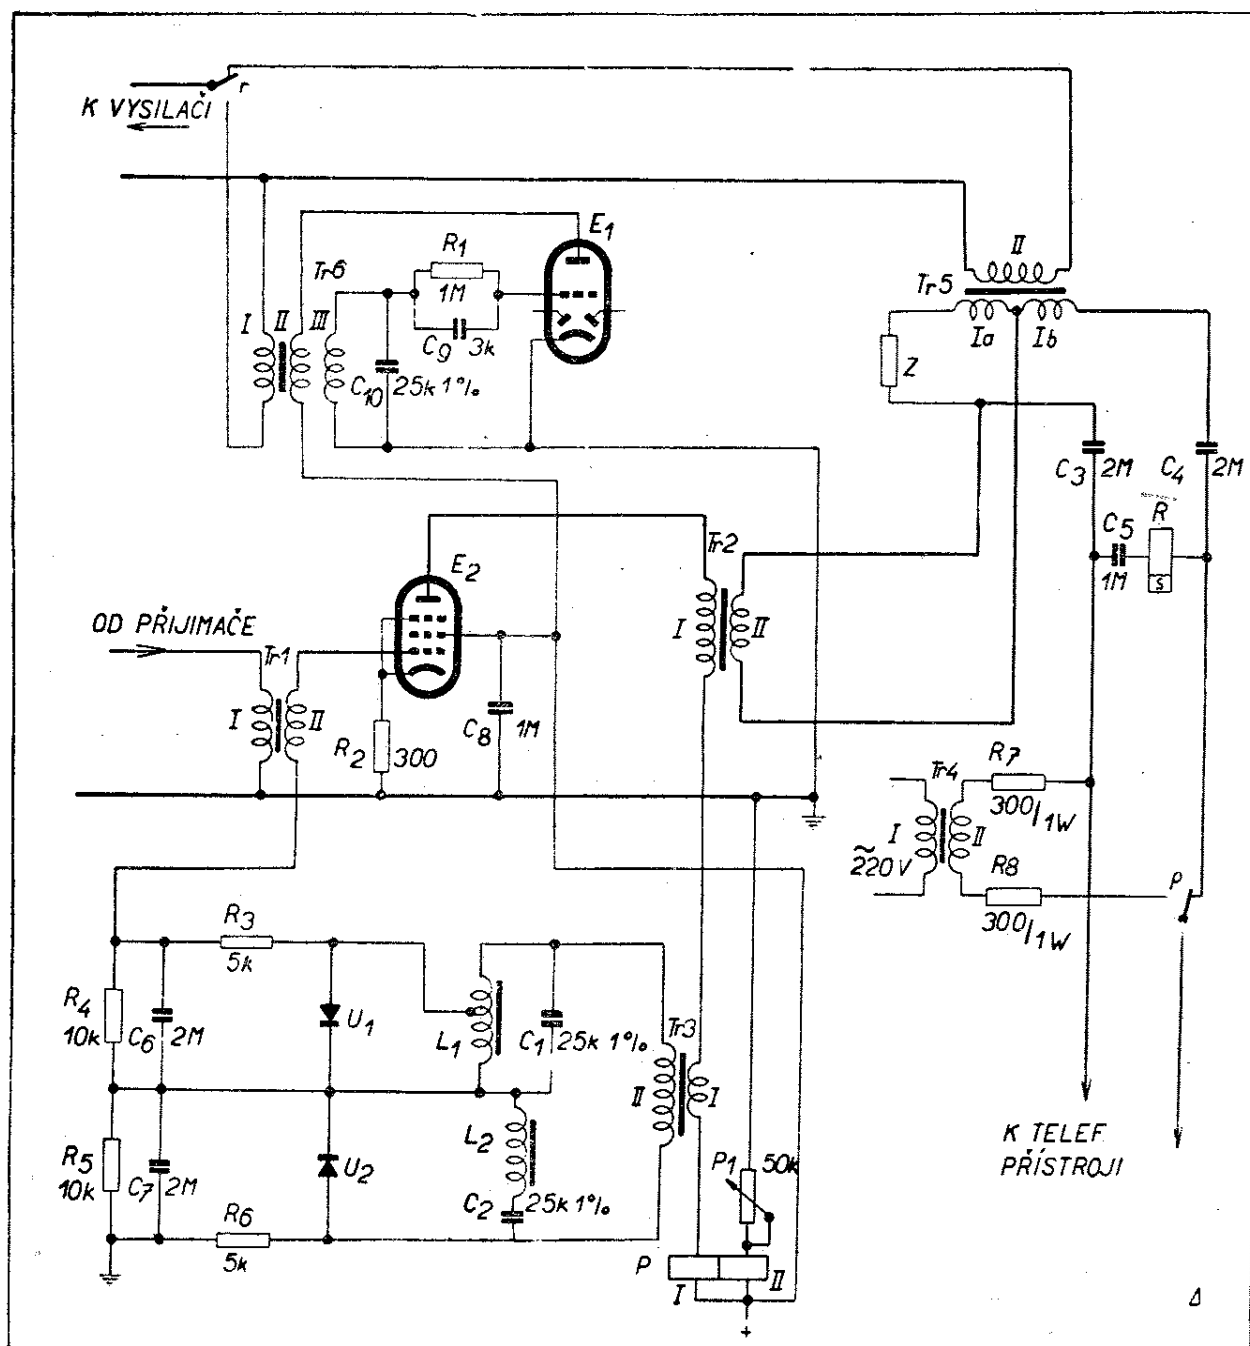 r
K VYSILAČI
E1
R1
1M
Tr6
I II III
C9 3k
C10 25k 1%
II
Tr5
Ia Ib
Z
C3 2M
C4 2M
C5
R
1M
S
Tr2
E2
OD PŘIJIMAČE
Tr1
I II
I II
R2 300
C8 1M
R7
300/1W
Tr4
I II
~220V
R8
300/1W
p
R3
5k
R4
10k
C6 2M
U1
L1
C1 25k 1%
Tr3
II I
L2
R5
10k
C7 2M
U2
C2 25k 1%
R6
5k
P1 50k
P
I II
+
K TELEF.
PŘÍSTROJI
Δ